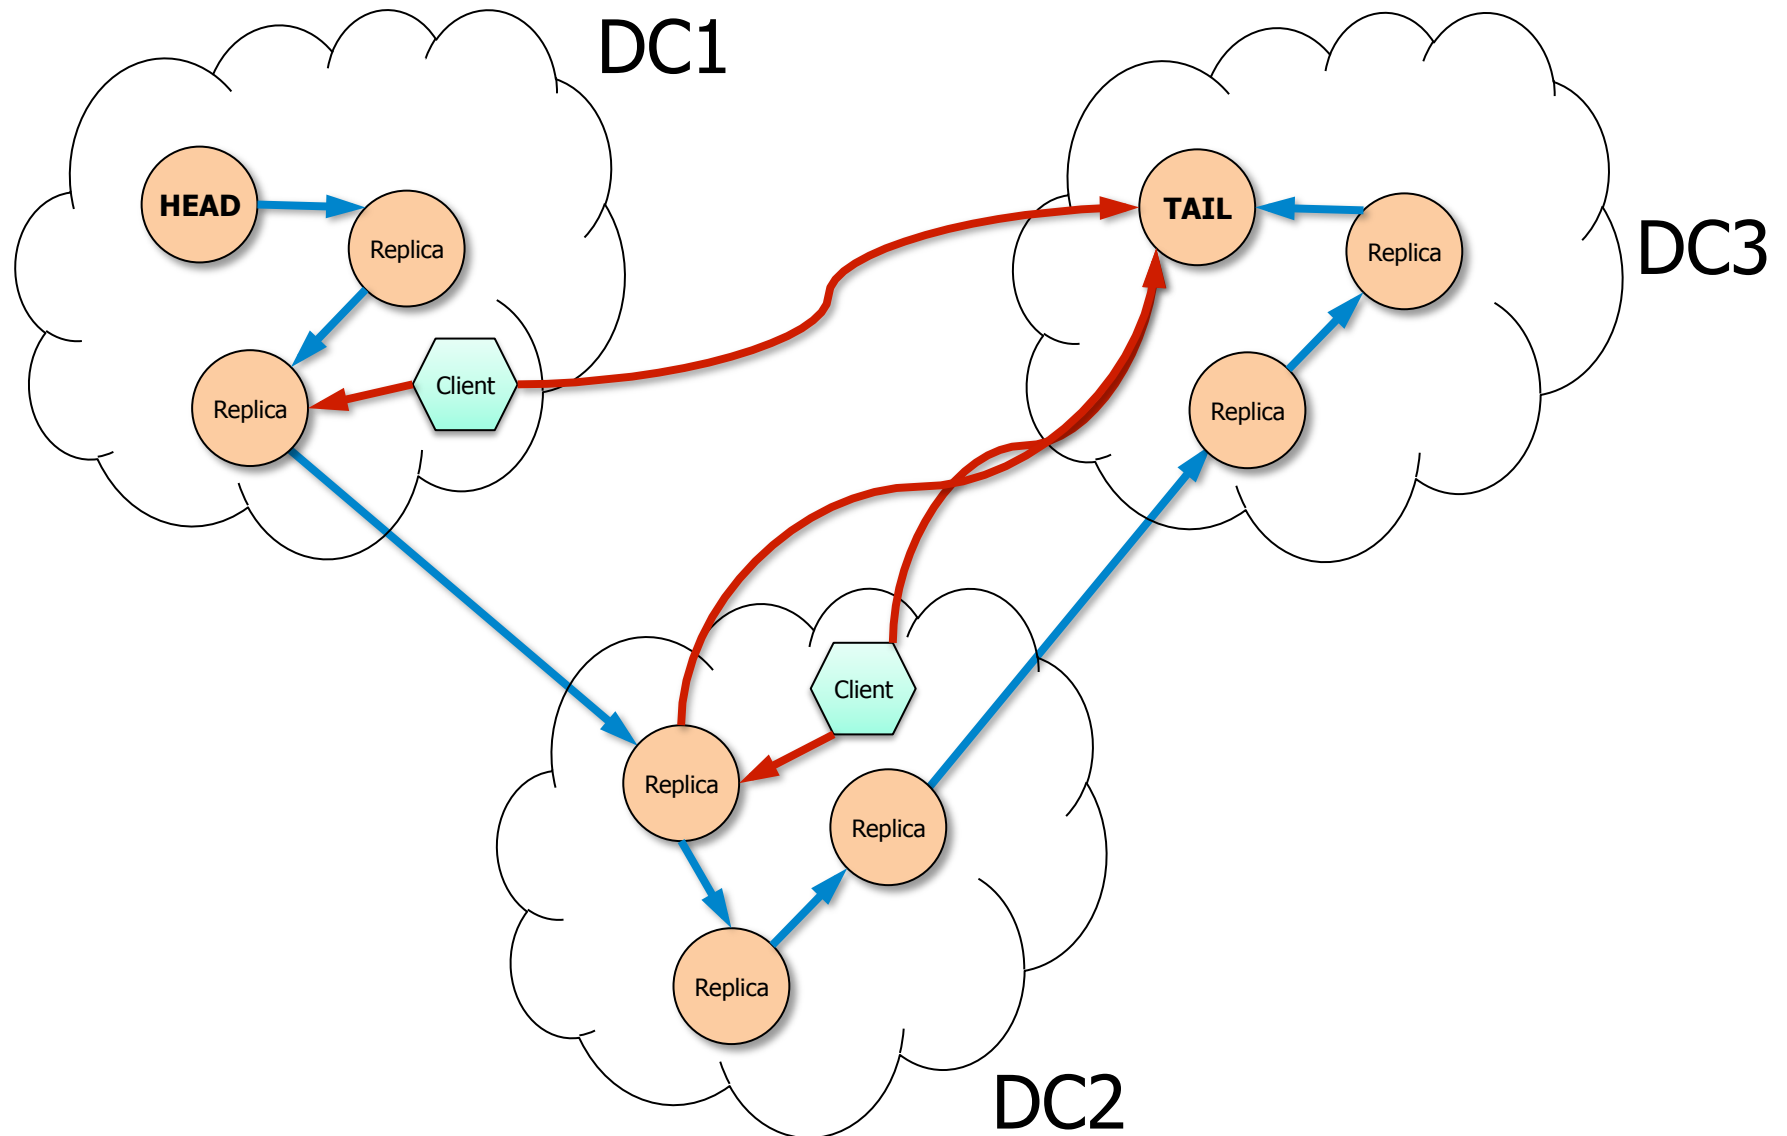 DC1
HEAD
Replica
Client
Replica
TAIL
Replica
DC3
Replica
Client
Replica
Replica
Replica
DC2